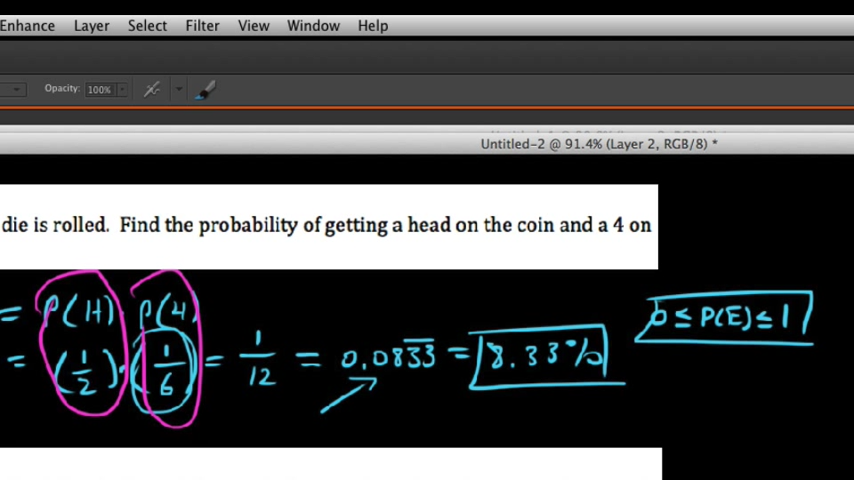 Enhance Layer Select Filter View Window Help
Opacity: 100%
Untitled-2 @ 91.4% (Layer 2, RGB/8) *
die is rolled. Find the probability of getting a head on the coin and a 4 on
= P(H) · P(4)
0 ≤ P(E) ≤ 1
= (1/2) · (1/6) = 1/12 = 0.0833 = 8.33%